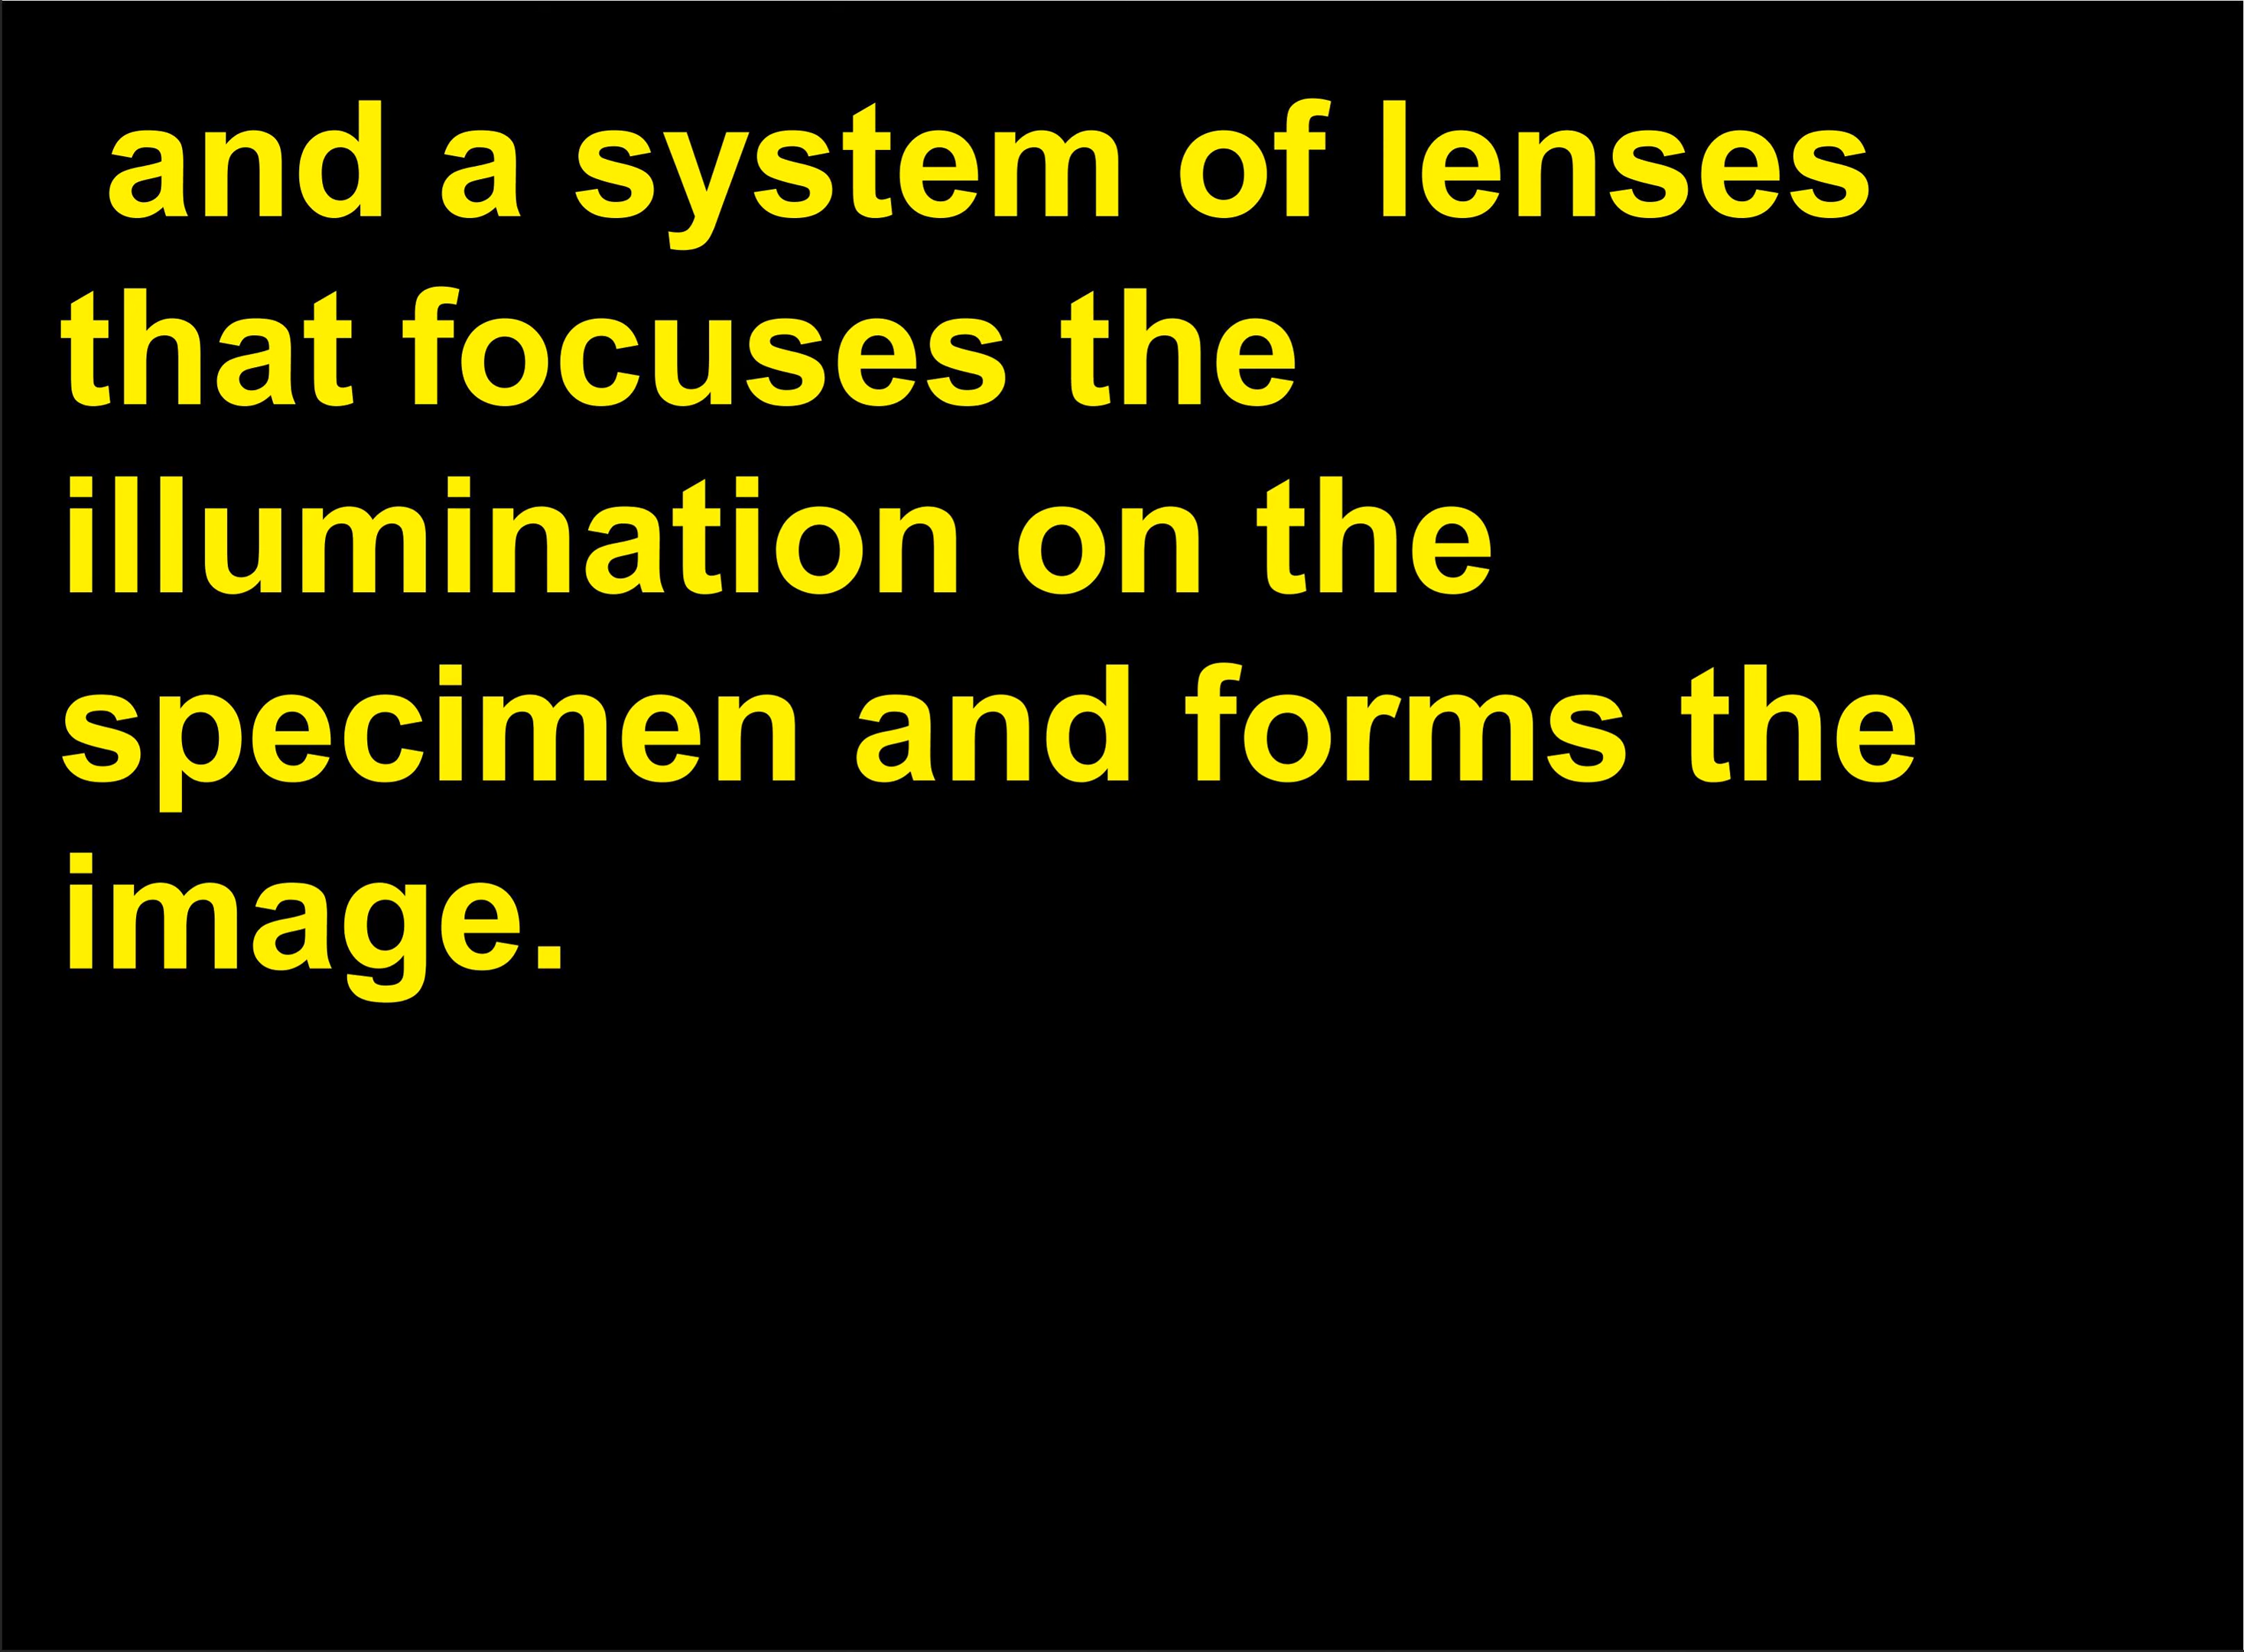 and a system of lenses
that focuses the
illumination on the
specimen and forms the
image.